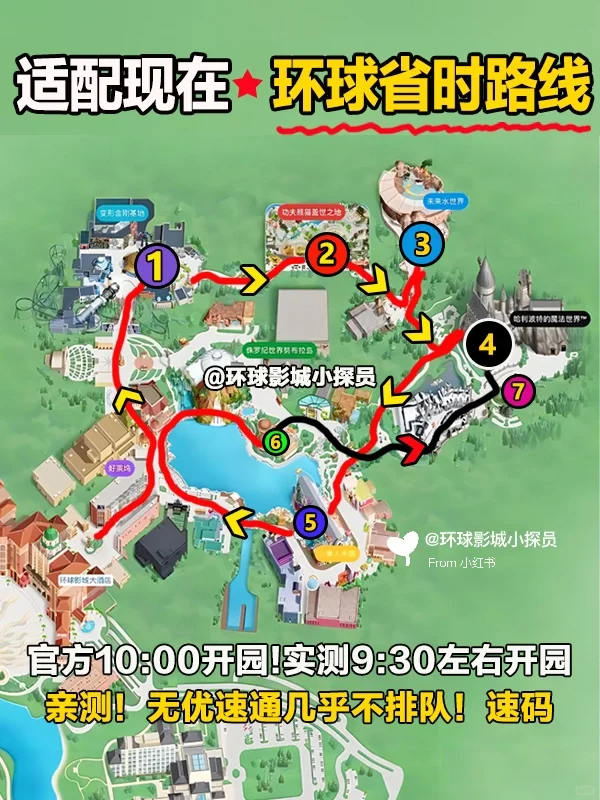 适配现在★环球省时路线
变形金刚基地
功夫熊猫盖世之地
未来水世界
1
2
3
哈利波特的魔法世界™
4
侏罗纪世界努布拉岛
@环球影城小探员
7
6
好莱坞
5
小黄人乐园
@环球影城小探员
From 小红书
环球影城大酒店
官方10:00开园!实测9:30左右开园
亲测！无优速通几乎不排队！速码